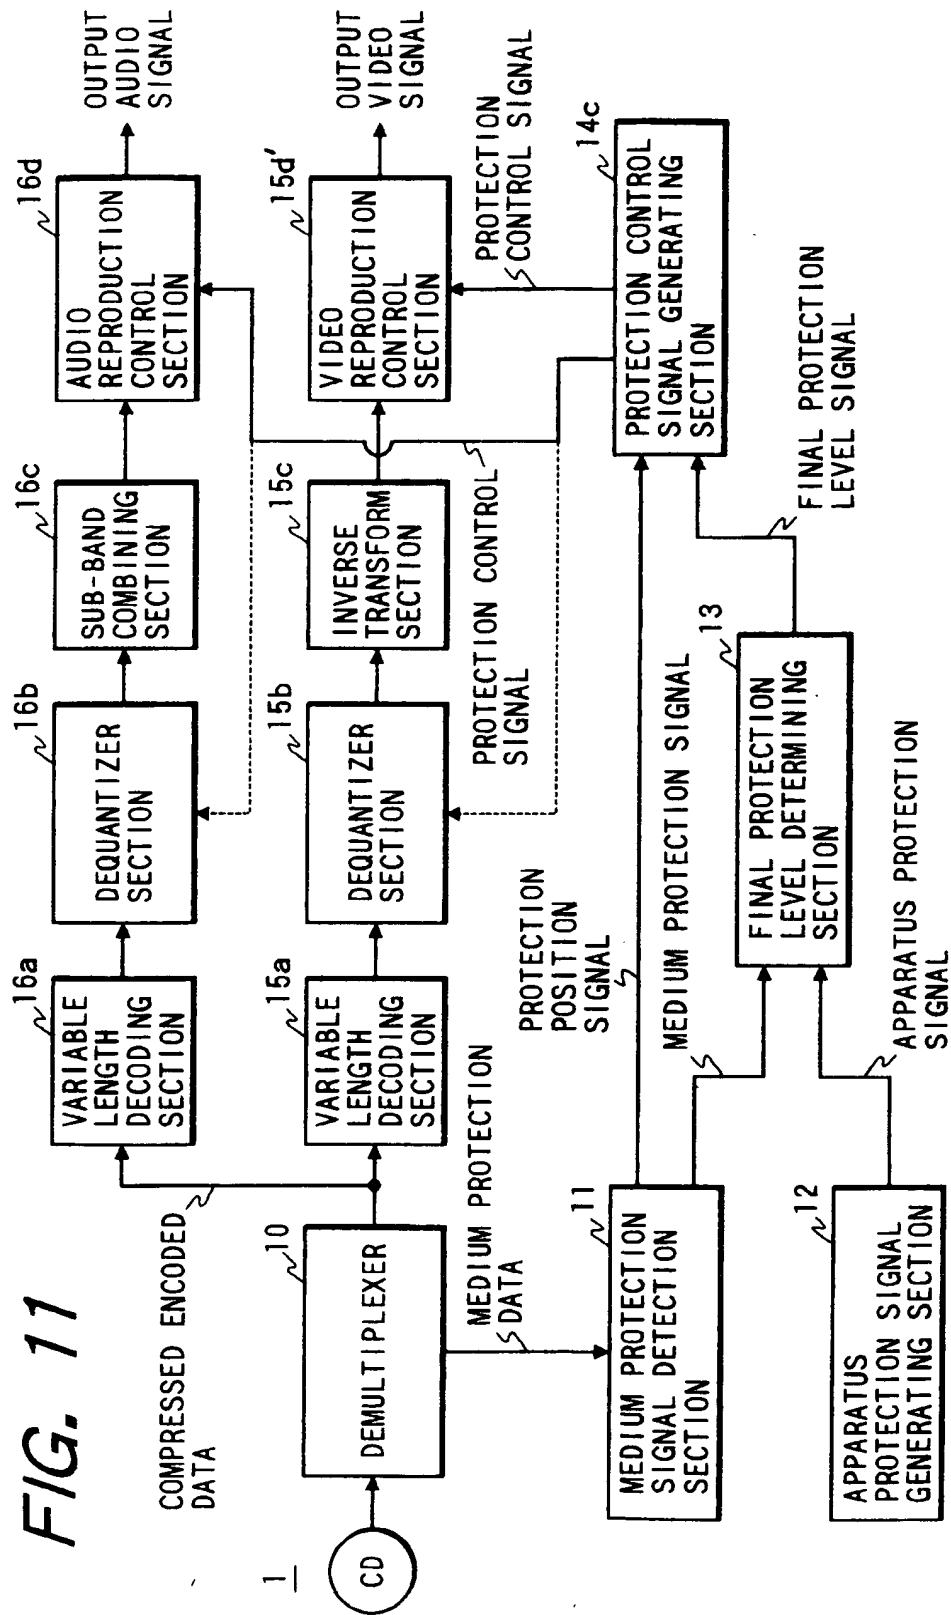 FIG. 11
1
CD
COMPRESSED ENCODED
DATA
10
DEMULTIPLEXER
MEDIUM PROTECTION
DATA
16a
VARIABLE
LENGTH
DECODING
SECTION
16b
DEQUANTIZER
SECTION
16c
SUB-BAND
COMBINING
SECTION
16d
AUDIO
REPRODUCTION
CONTROL
SECTION
OUTPUT
AUDIO
SIGNAL
15a
VARIABLE
LENGTH
DECODING
SECTION
15b
DEQUANTIZER
SECTION
15c
INVERSE
TRANSFORM
SECTION
15d'
VIDEO
REPRODUCTION
CONTROL
SECTION
OUTPUT
VIDEO
SIGNAL
PROTECTION CONTROL
SIGNAL
PROTECTION
CONTROL SIGNAL
11
MEDIUM PROTECTION
SIGNAL DETECTION
SECTION
PROTECTION
POSITION
SIGNAL
14c
PROTECTION CONTROL
SIGNAL GENERATING
SECTION
MEDIUM PROTECTION SIGNAL
13
FINAL PROTECTION
LEVEL DETERMINING
SECTION
FINAL PROTECTION
LEVEL SIGNAL
12
APPARATUS
PROTECTION SIGNAL
GENERATING SECTION
APPARATUS PROTECTION
SIGNAL